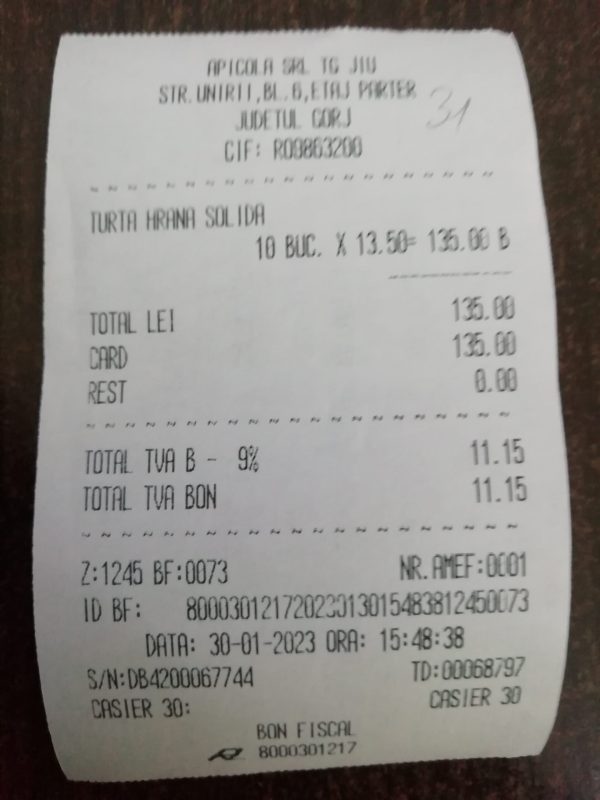 APICOLA SRL TG JIU
STR.UNIRII,BL.6,ETAJ PARTER
31
JUDETUL GORJ
CIF: RO9863200
TURTA HRANA SOLIDA
10 BUC. X 13.50= 135.00 B
TOTAL LEI 135.00
CARD 135.00
REST 0.00
TOTAL TVA B - 9% 11.15
TOTAL TVA BON 11.15
Z:1245 BF:0073 NR.AMEF:0001
ID BF: 80003012172023013015483812450073
DATA: 30-01-2023 ORA: 15:48:38
S/N:DB4200067744 TD:00068797
CASIER 30: CASIER 30
BON FISCAL
8000301217